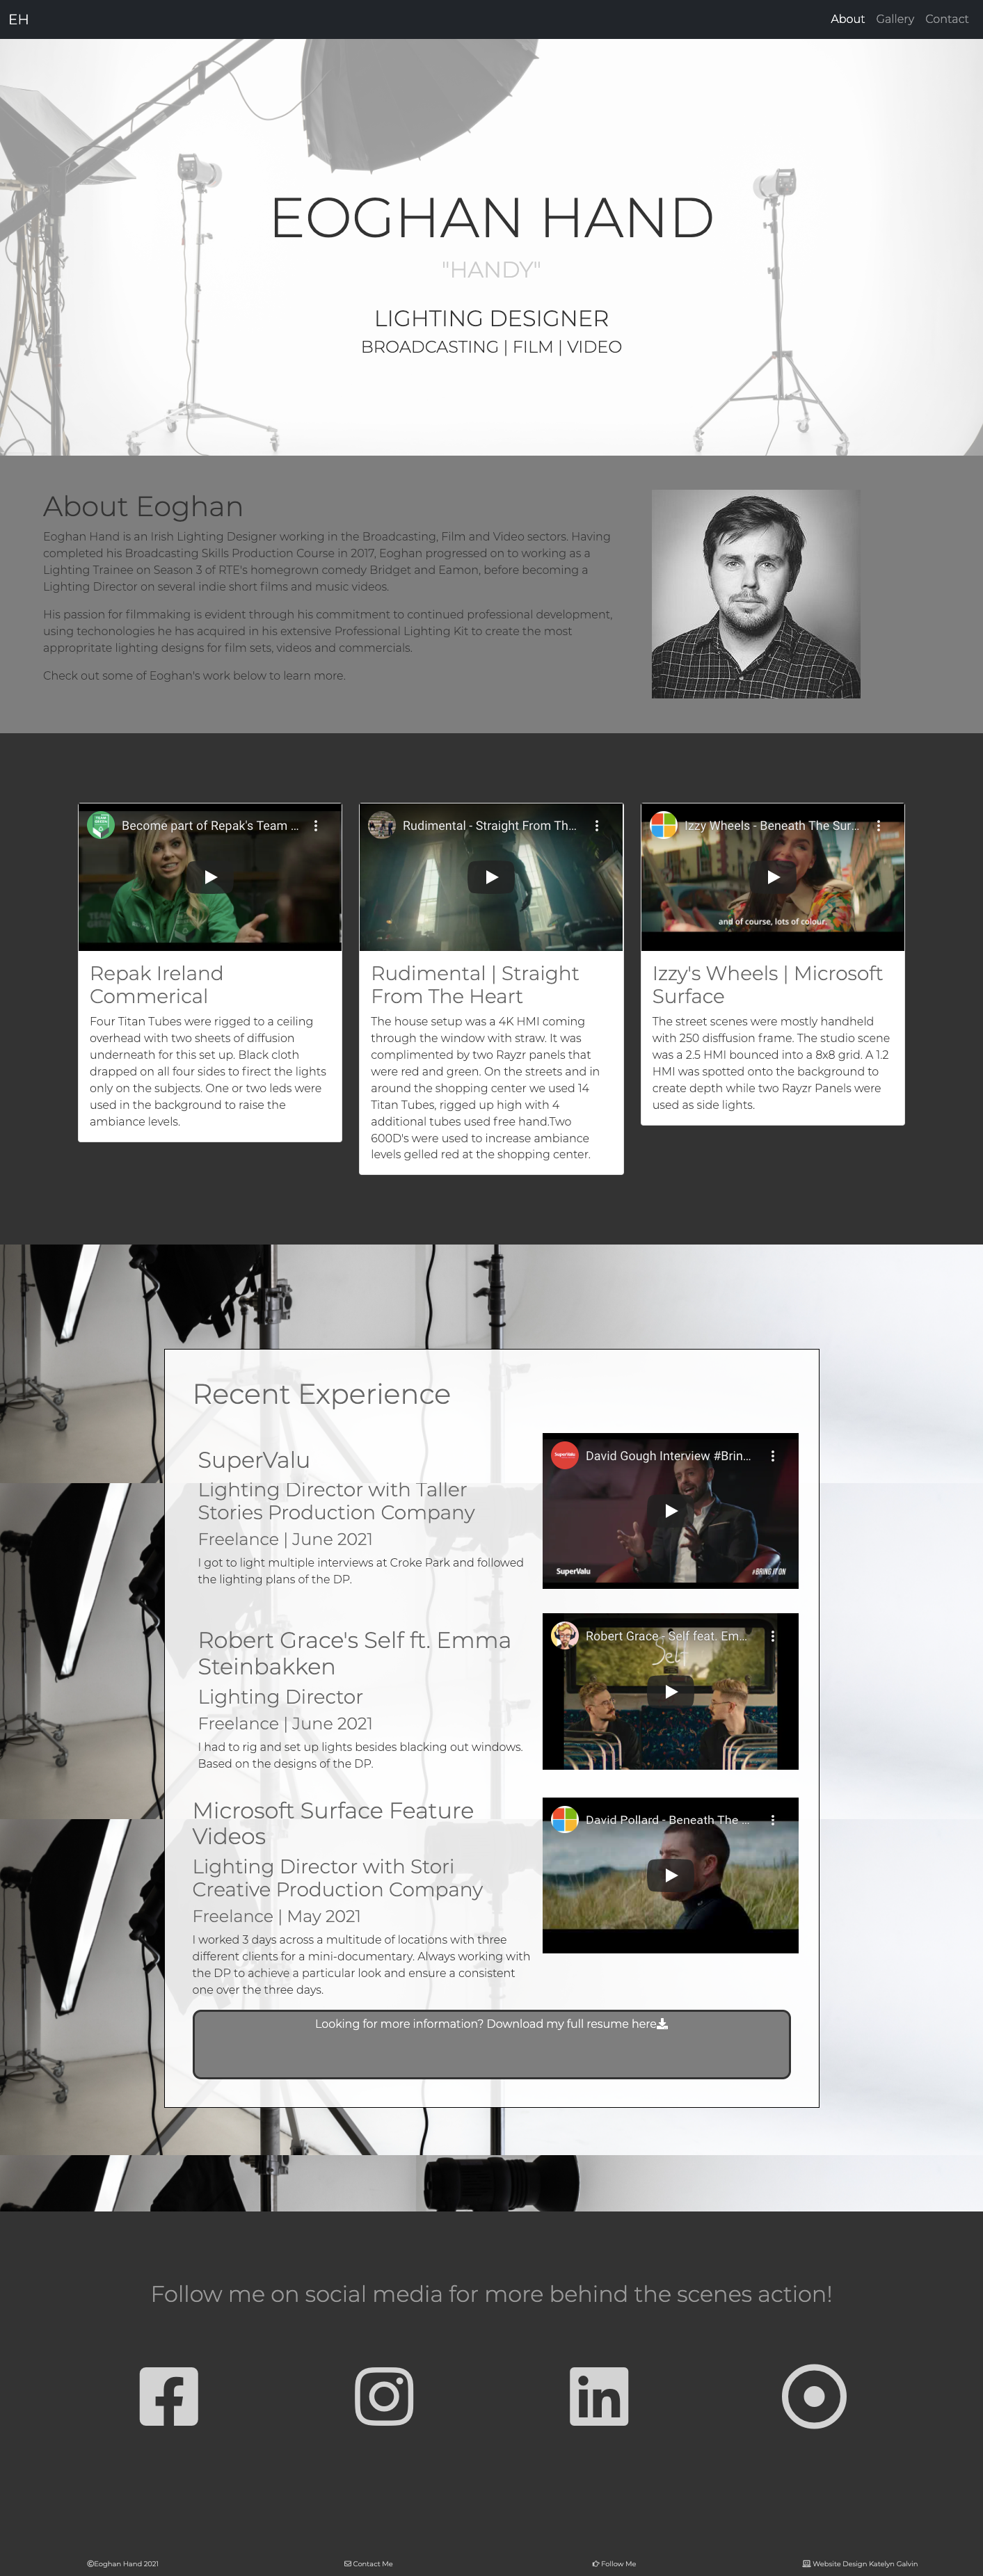 EH
About Gallery Contact
EOGHAN HAND
"HANDY"
LIGHTING DESIGNER
BROADCASTING | FILM | VIDEO
About Eoghan
Eoghan Hand is an Irish Lighting Designer working in the Broadcasting, Film and Video sectors. Having
completed his Broadcasting Skills Production Course in 2017, Eoghan progressed on to working as a
Lighting Trainee on Season 3 of RTE's homegrown comedy Bridget and Eamon, before becoming a
Lighting Director on several indie short films and music videos.
His passion for filmmaking is evident through his commitment to continued professional development,
using techonologies he has acquired in his extensive Professional Lighting Kit to create the most
appropritate lighting designs for film sets, videos and commercials.
Check out some of Eoghan's work below to learn more.
Become part of Repak's Team ...
Repak Ireland
Commerical
Four Titan Tubes were rigged to a ceiling
overhead with two sheets of diffusion
underneath for this set up. Black cloth
drapped on all four sides to firect the lights
only on the subjects. One or two leds were
used in the background to raise the
ambiance levels.
Rudimental - Straight From Th...
Rudimental | Straight
From The Heart
The house setup was a 4K HMI coming
through the window with straw. It was
complimented by two Rayzr panels that
were red and green. On the streets and in
around the shopping center we used 14
Titan Tubes, rigged up high with 4
additional tubes used free hand.Two
600D's were used to increase ambiance
levels gelled red at the shopping center.
Izzy Wheels - Beneath The Sur...
and of course, lots of colour.
Izzy's Wheels | Microsoft
Surface
The street scenes were mostly handheld
with 250 disffusion frame. The studio scene
was a 2.5 HMI bounced into a 8x8 grid. A 1.2
HMI was spotted onto the background to
create depth while two Rayzr Panels were
used as side lights.
Recent Experience
SuperValu
Lighting Director with Taller
Stories Production Company
Freelance | June 2021
I got to light multiple interviews at Croke Park and followed
the lighting plans of the DP.
David Gough Interview #Brin...
SuperValu
#BRING IT ON
Robert Grace's Self ft. Emma
Steinbakken
Lighting Director
Freelance | June 2021
I had to rig and set up lights besides blacking out windows.
Based on the designs of the DP.
Robert Grace - Self feat. Em...
Self
Microsoft Surface Feature
Videos
Lighting Director with Stori
Creative Production Company
Freelance | May 2021
I worked 3 days across a multitude of locations with three
different clients for a mini-documentary. Always working with
the DP to achieve a particular look and ensure a consistent
one over the three days.
David Pollard - Beneath The ...
Looking for more information? Download my full resume here
Follow me on social media for more behind the scenes action!
©Eoghan Hand 2021
Contact Me
Follow Me
Website Design Katelyn Galvin